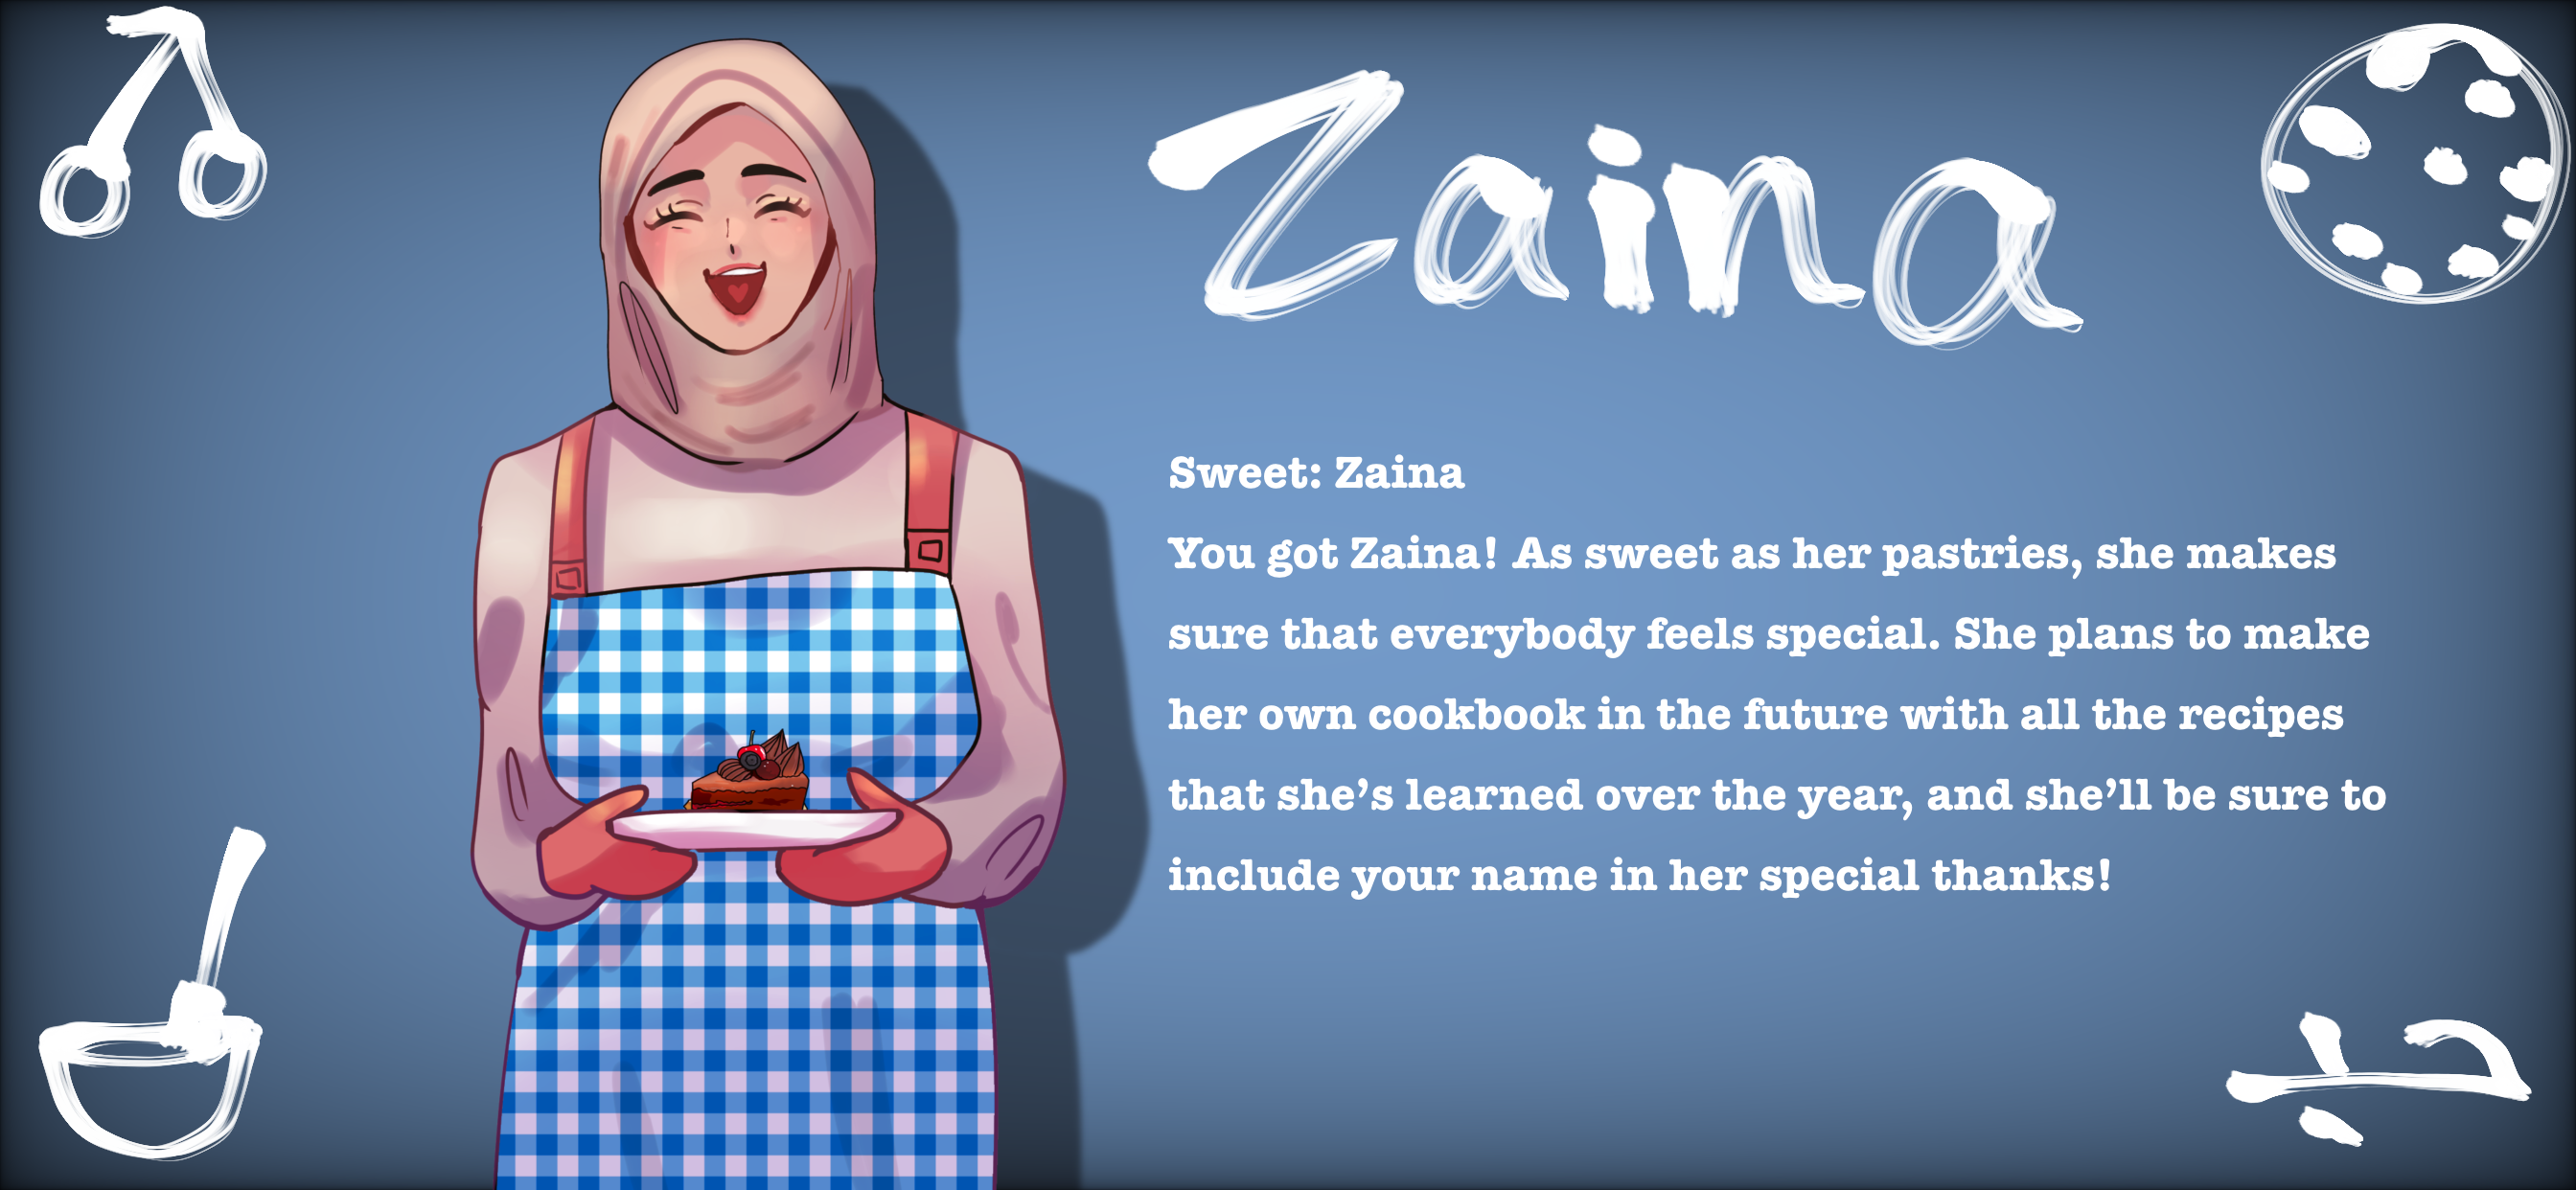 Zaina
Sweet: Zaina
You got Zaina! As sweet as her pastries, she makes
sure that everybody feels special. She plans to make
her own cookbook in the future with all the recipes
that she’s learned over the year, and she’ll be sure to
include your name in her special thanks!